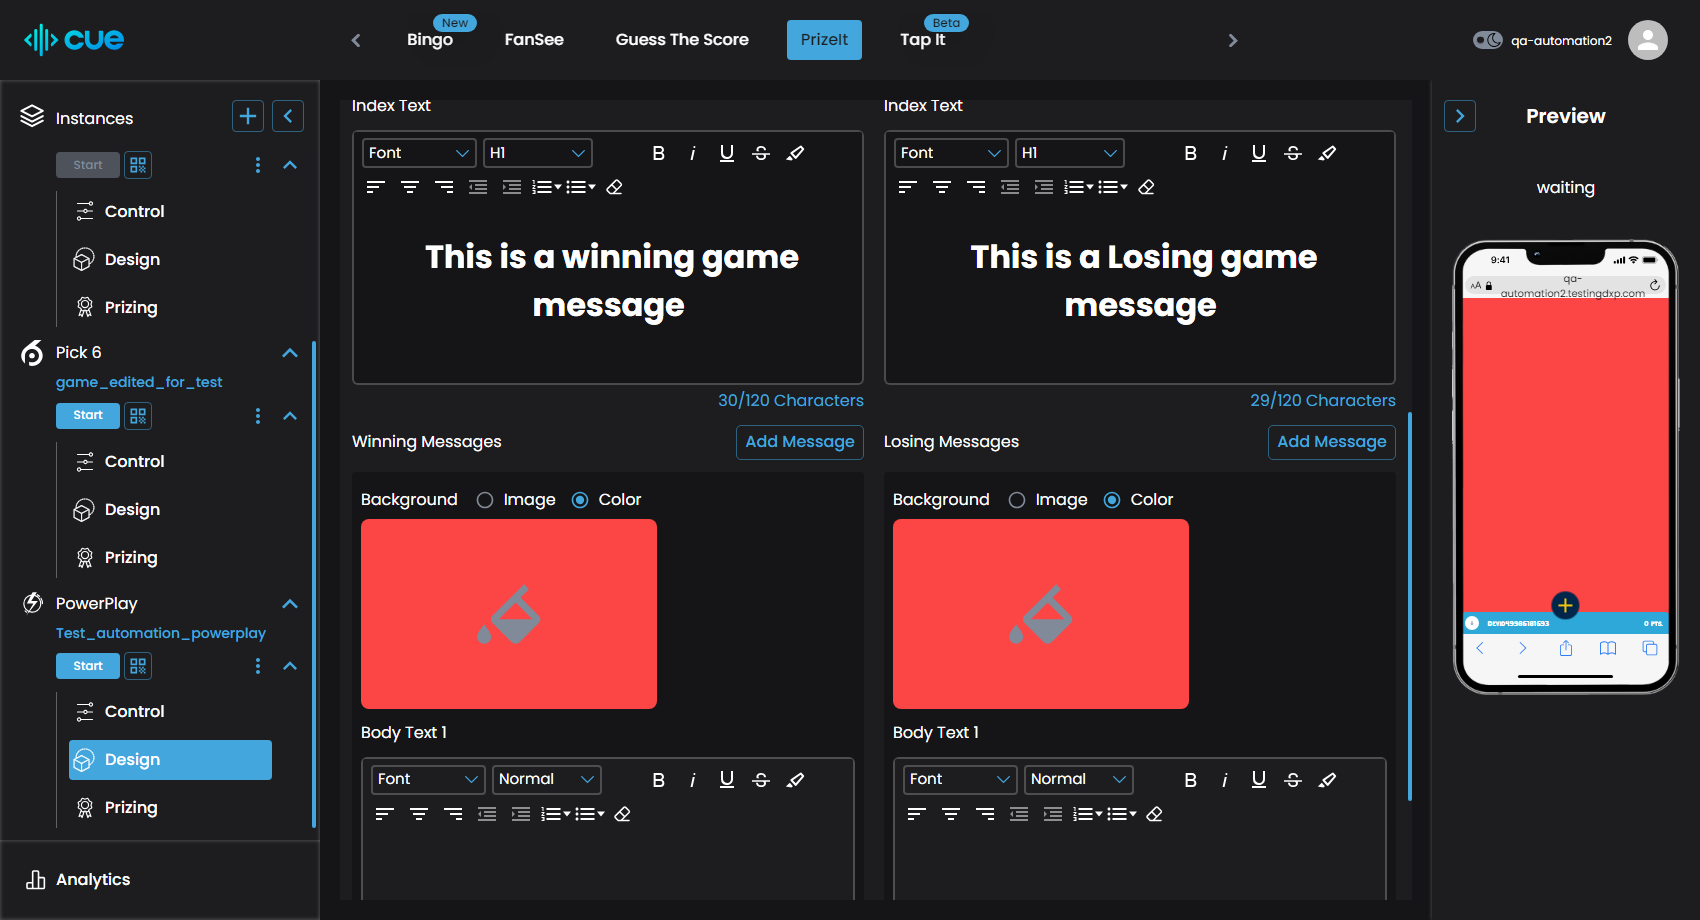 cue
New
Bingo
FanSee
Guess The Score
PrizeIt
Beta
Tap It
qa-automation2
Instances
Start
Control
Design
Prizing
Pick 6
game_edited_for_test
Start
Control
Design
Prizing
PowerPlay
Test_automation_powerplay
Start
Control
Design
Prizing
Analytics
Index Text
Font
H1
B i U S
This is a winning game
message
30/120 Characters
Winning Messages
Add Message
Background
Image
Color
Body Text 1
Font
Normal
B i U S
Index Text
Font
H1
B i U S
This is a Losing game
message
29/120 Characters
Losing Messages
Add Message
Background
Image
Color
Body Text 1
Font
Normal
B i U S
Preview
waiting
9:41
AA
qa-
automation2.testingdxp.com
0 PTS.